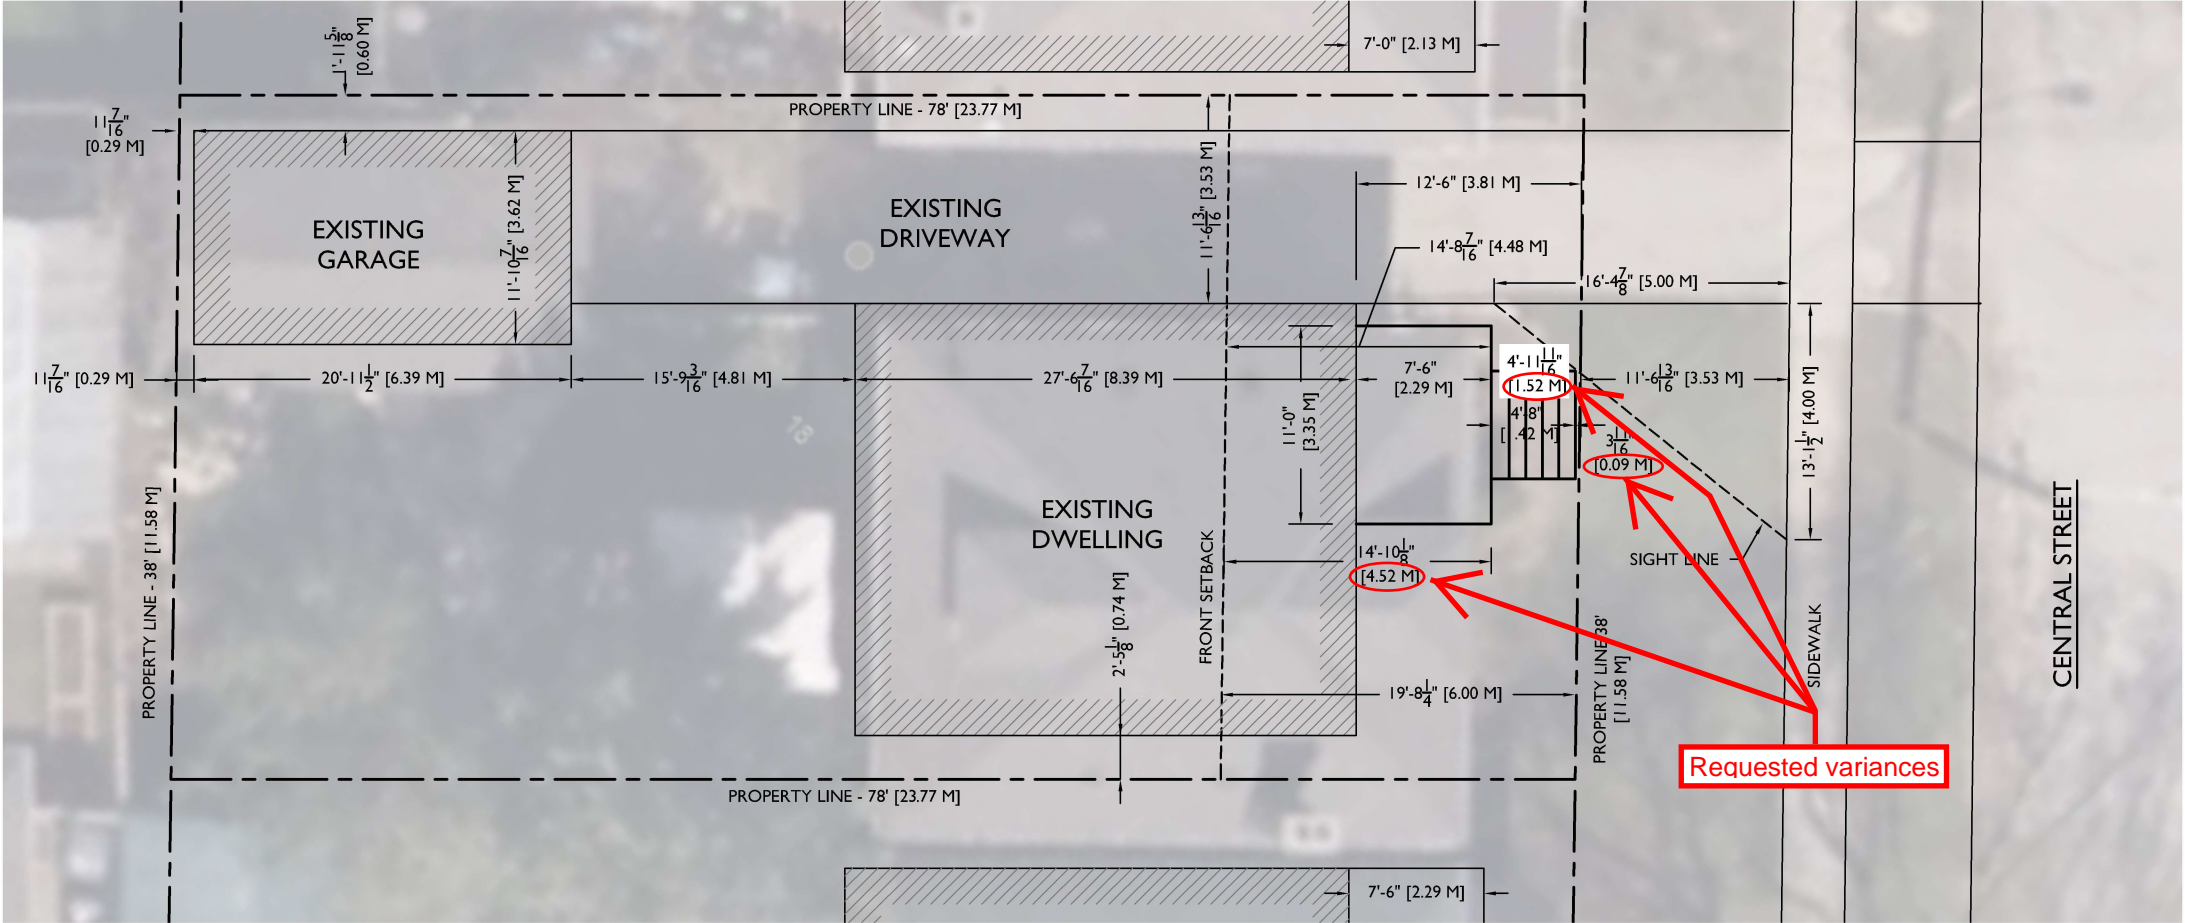 1'-11 5/8"
[0.60 M]
7'-0" [2.13 M]
PROPERTY LINE - 78' [23.77 M]
11 7/16"
[0.29 M]
EXISTING
GARAGE
11'-10 7/16" [3.62 M]
EXISTING
DRIVEWAY
11'-6 13/16" [3.53 M]
12'-6" [3.81 M]
14'-8 7/16" [4.48 M]
16'-4 7/8" [5.00 M]
11 7/16" [0.29 M]
20'-11 1/2" [6.39 M]
15'-9 3/16" [4.81 M]
27'-6 7/16" [8.39 M]
7'-6"
[2.29 M]
4'-11 11/16"
[1.52 M]
11'-6 13/16" [3.53 M]
4'-8"
[1.42 M]
3 11/16"
[0.09 M]
11'-0"
[3.35 M]
13'-1 1/2" [4.00 M]
18
EXISTING
DWELLING
FRONT SETBACK
14'-10 1/8"
[4.52 M]
SIGHT LINE
2'-5 1/8" [0.74 M]
19'-8 1/4" [6.00 M]
PROPERTY LINE - 38' [11.58 M]
PROPERTY LINE 38'
[11.58 M]
SIDEWALK
CENTRAL STREET
Requested variances
PROPERTY LINE - 78' [23.77 M]
7'-6" [2.29 M]